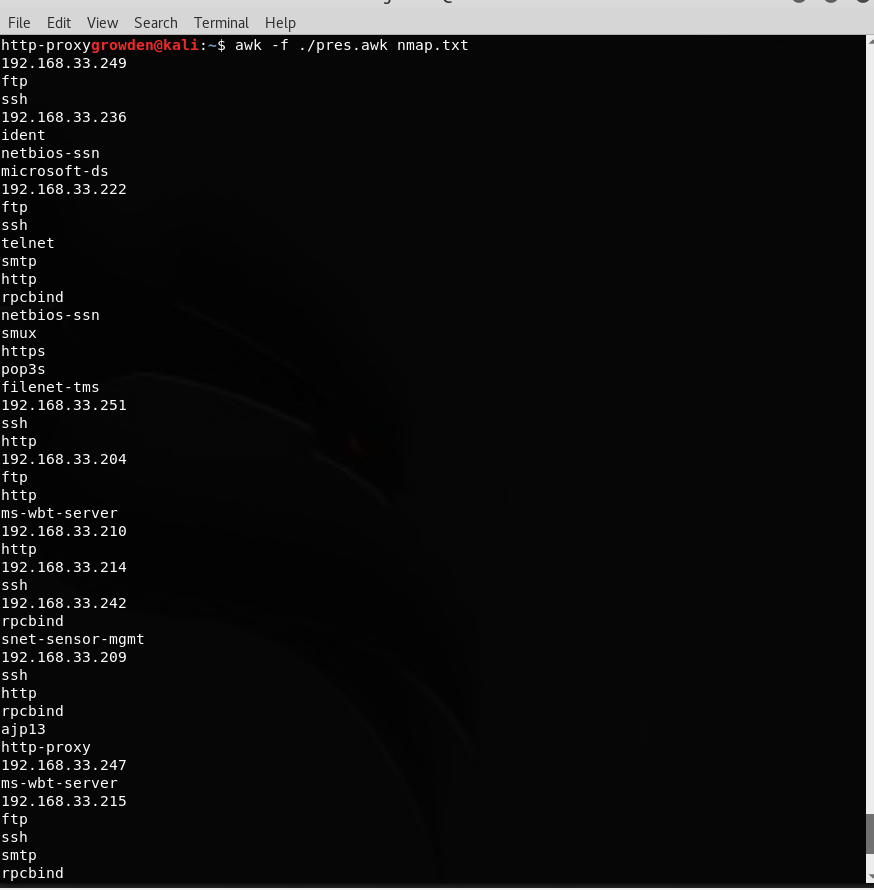 File Edit View Search Terminal Help
http-proxygrowden@kali:~$ awk -f ./pres.awk nmap.txt
192.168.33.249
ftp
ssh
192.168.33.236
ident
netbios-ssn
microsoft-ds
192.168.33.222
ftp
ssh
telnet
smtp
http
rpcbind
netbios-ssn
smux
https
pop3s
filenet-tms
192.168.33.251
ssh
http
192.168.33.204
ftp
http
ms-wbt-server
192.168.33.210
http
192.168.33.214
ssh
192.168.33.242
rpcbind
snet-sensor-mgmt
192.168.33.209
ssh
http
rpcbind
ajp13
http-proxy
192.168.33.247
ms-wbt-server
192.168.33.215
ftp
ssh
smtp
rpcbind